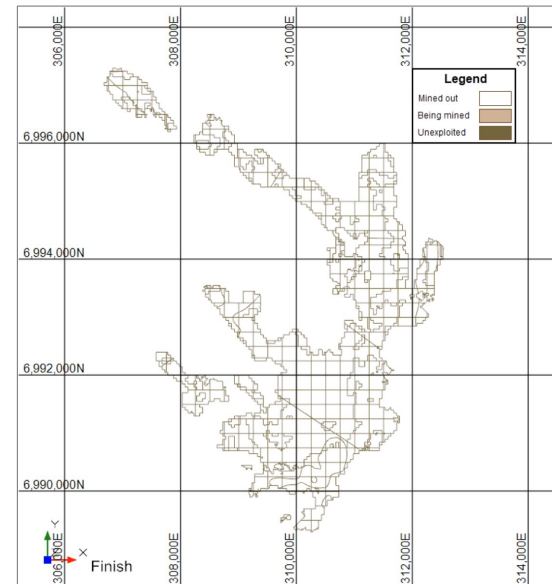 306,000E
308,000E
310,000E
312,000E
314,000E
Legend
Mined out
Being mined
Unexploited
6,996,000N
6,994,000N
6,992,000N
6,990,000N
Y
X
Finish
306,000E
308,000E
310,000E
312,000E
314,000E